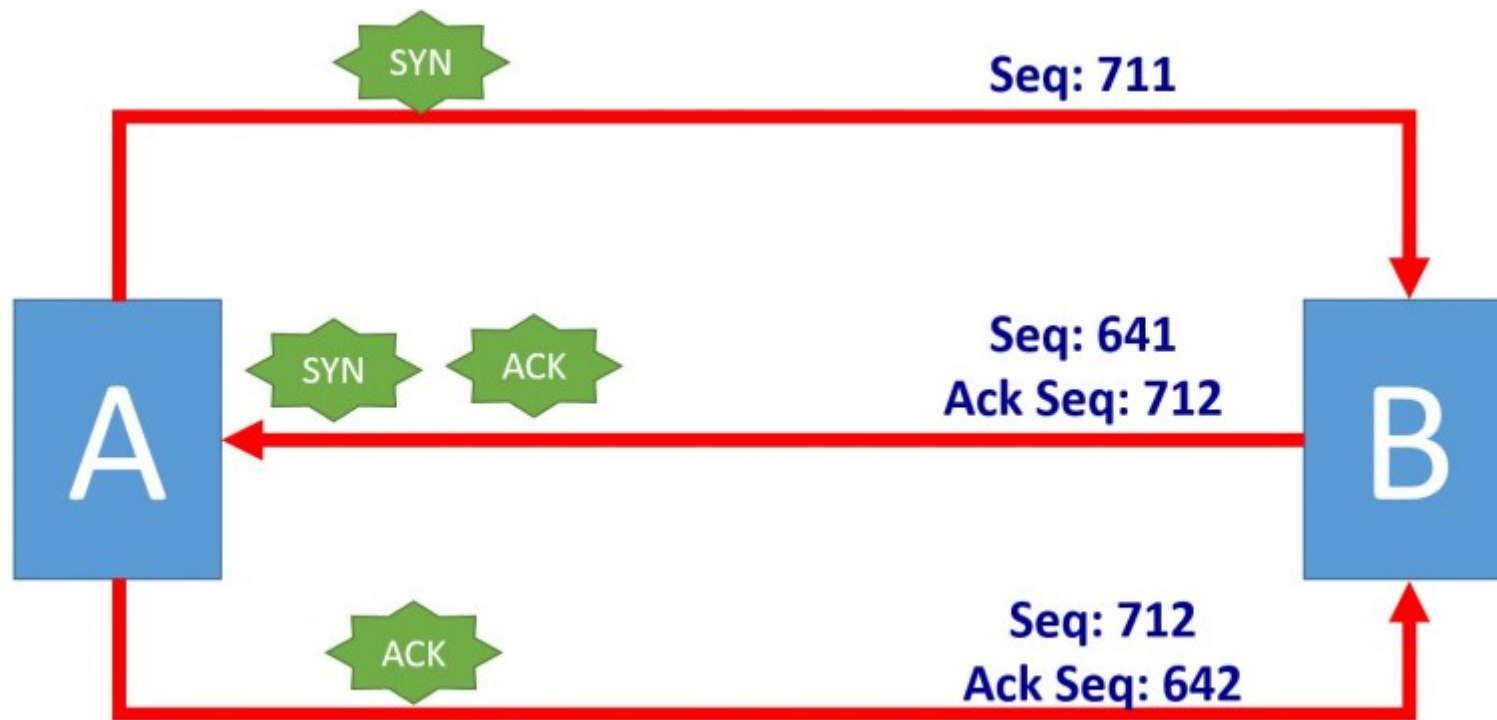 SYN
Seq: 711
A
SYN
ACK
Seq: 641
Ack Seq: 712
B
ACK
Seq: 712
Ack Seq: 642